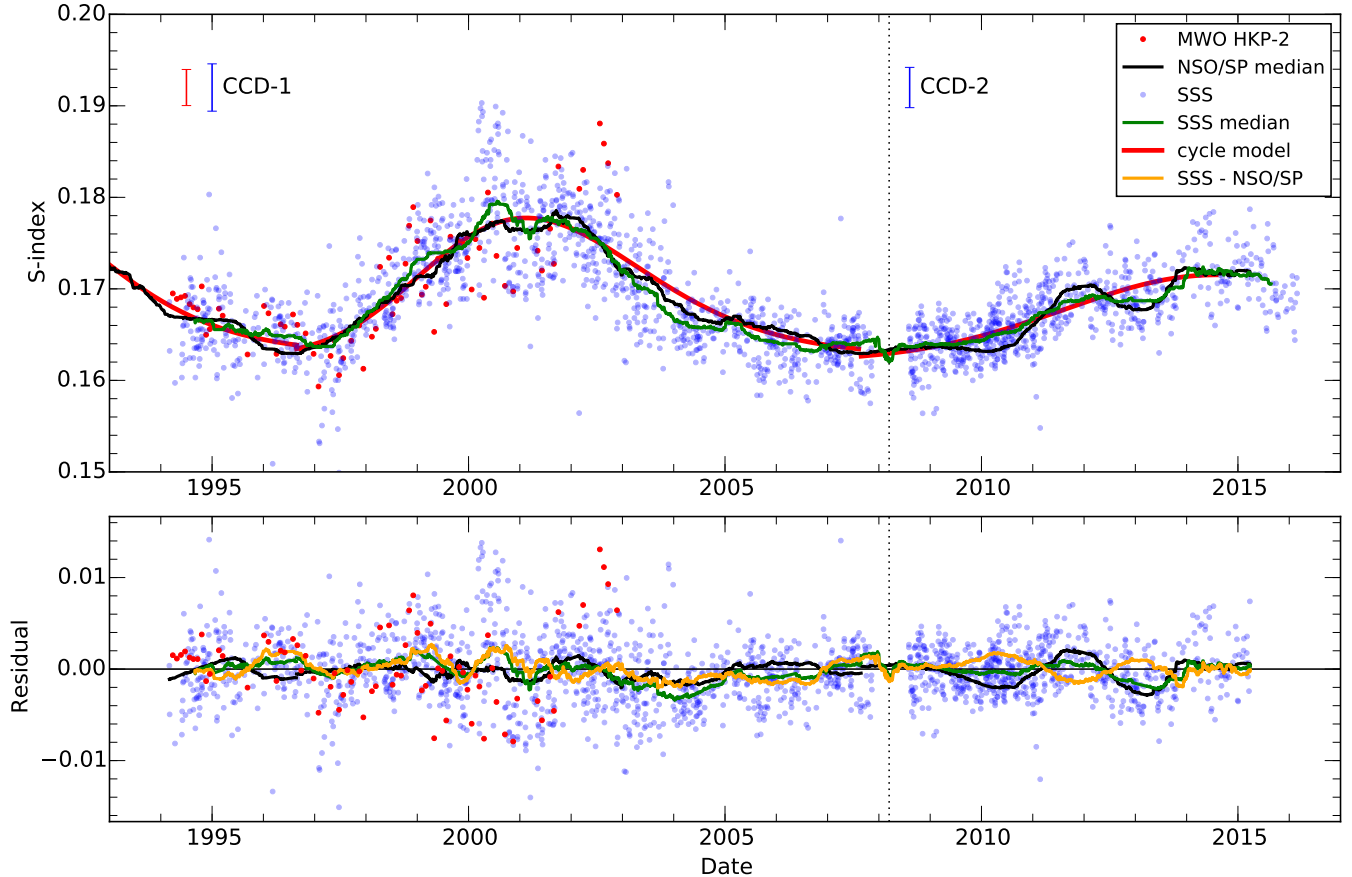 0.20
0.19
0.18
0.17
0.16
0.15
S-index
CCD-1
CCD-2
MWO HKP-2
NSO/SP median
SSS
SSS median
cycle model
SSS - NSO/SP
1995 2000 2005 2010 2015
0.01
0.00
−0.01
Residual
1995 2000 2005 2010 2015
Date